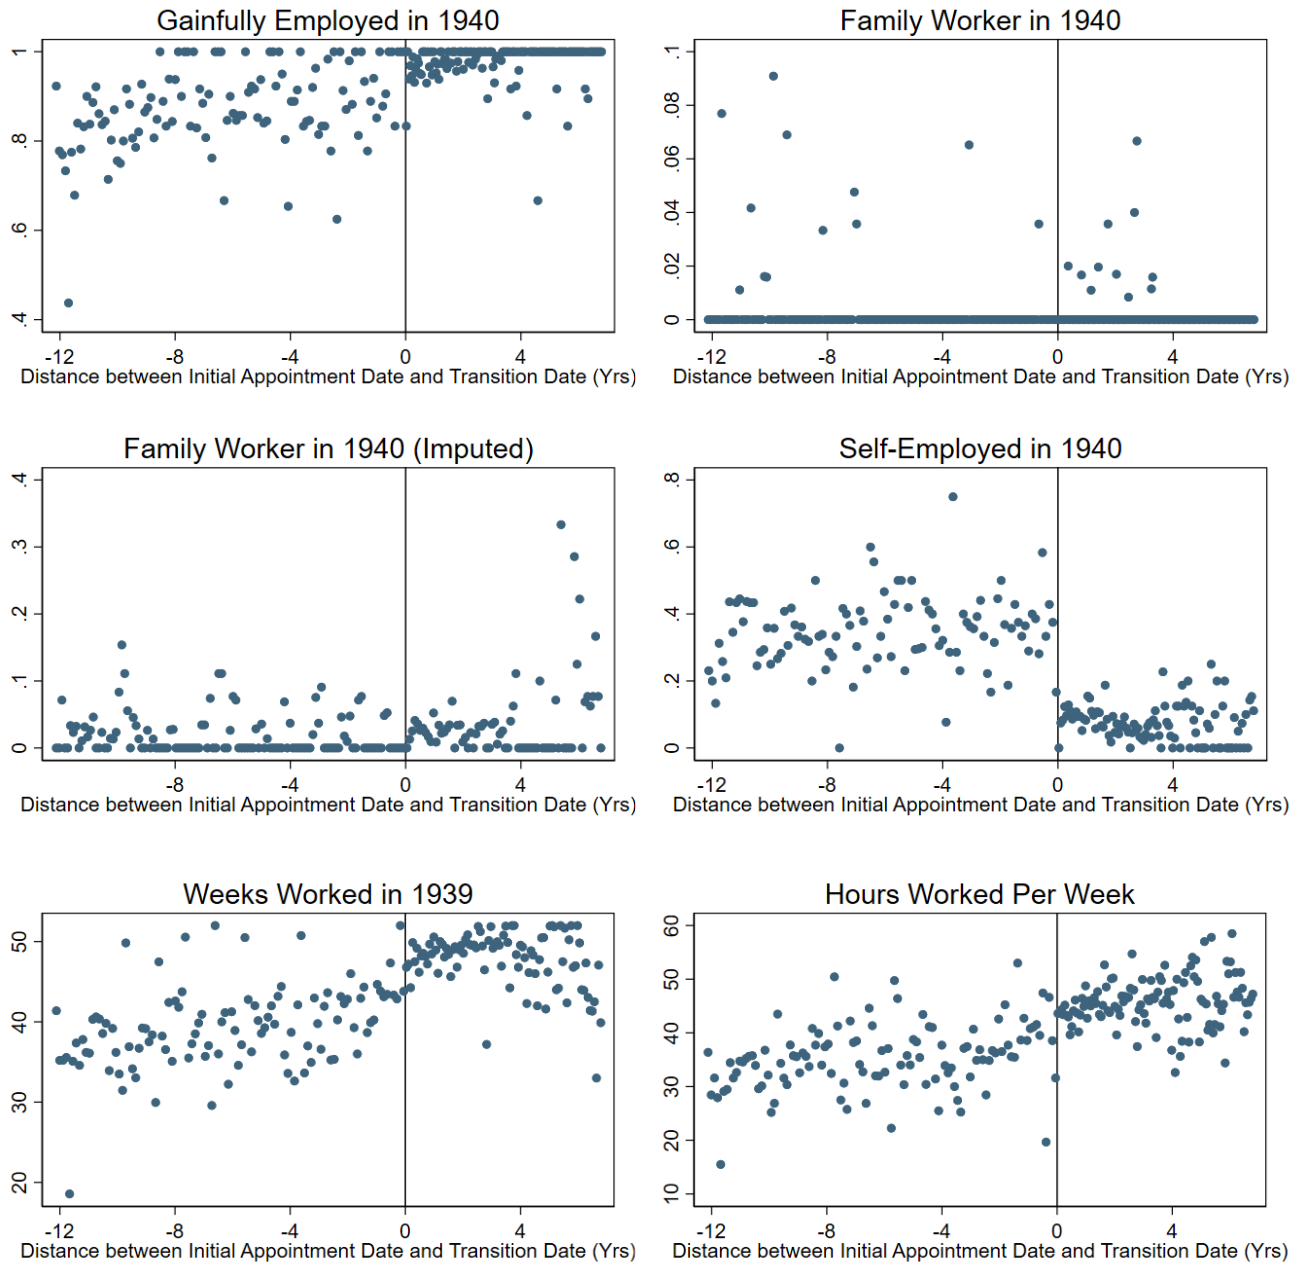 Gainfully Employed in 1940
1
.8
.6
.4
-12 -8 -4 0 4
Distance between Initial Appointment Date and Transition Date (Yrs)
Family Worker in 1940
.1
.08
.06
.04
.02
0
-12 -8 -4 0 4
Distance between Initial Appointment Date and Transition Date (Yrs)
Family Worker in 1940 (Imputed)
.4
.3
.2
.1
0
-8 -4 0 4
Distance between Initial Appointment Date and Transition Date (Yrs)
Self-Employed in 1940
.8
.6
.4
.2
0
-12 -8 -4 0 4
Distance between Initial Appointment Date and Transition Date (Yrs)
Weeks Worked in 1939
50
40
30
20
-12 -8 -4 0 4
Distance between Initial Appointment Date and Transition Date (Yrs)
Hours Worked Per Week
60
50
40
30
20
10
-12 -8 -4 0 4
Distance between Initial Appointment Date and Transition Date (Yrs)